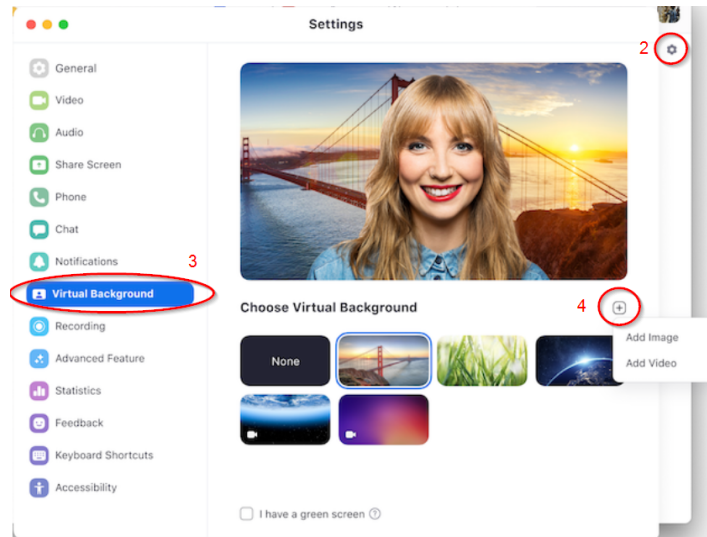 Settings
2
General
Video
Audio
Share Screen
Phone
Chat
Notifications
3
Virtual Background
Recording
Advanced Feature
Statistics
Feedback
Keyboard Shortcuts
Accessibility
Choose Virtual Background
4
Add Image
Add Video
None
I have a green screen ?